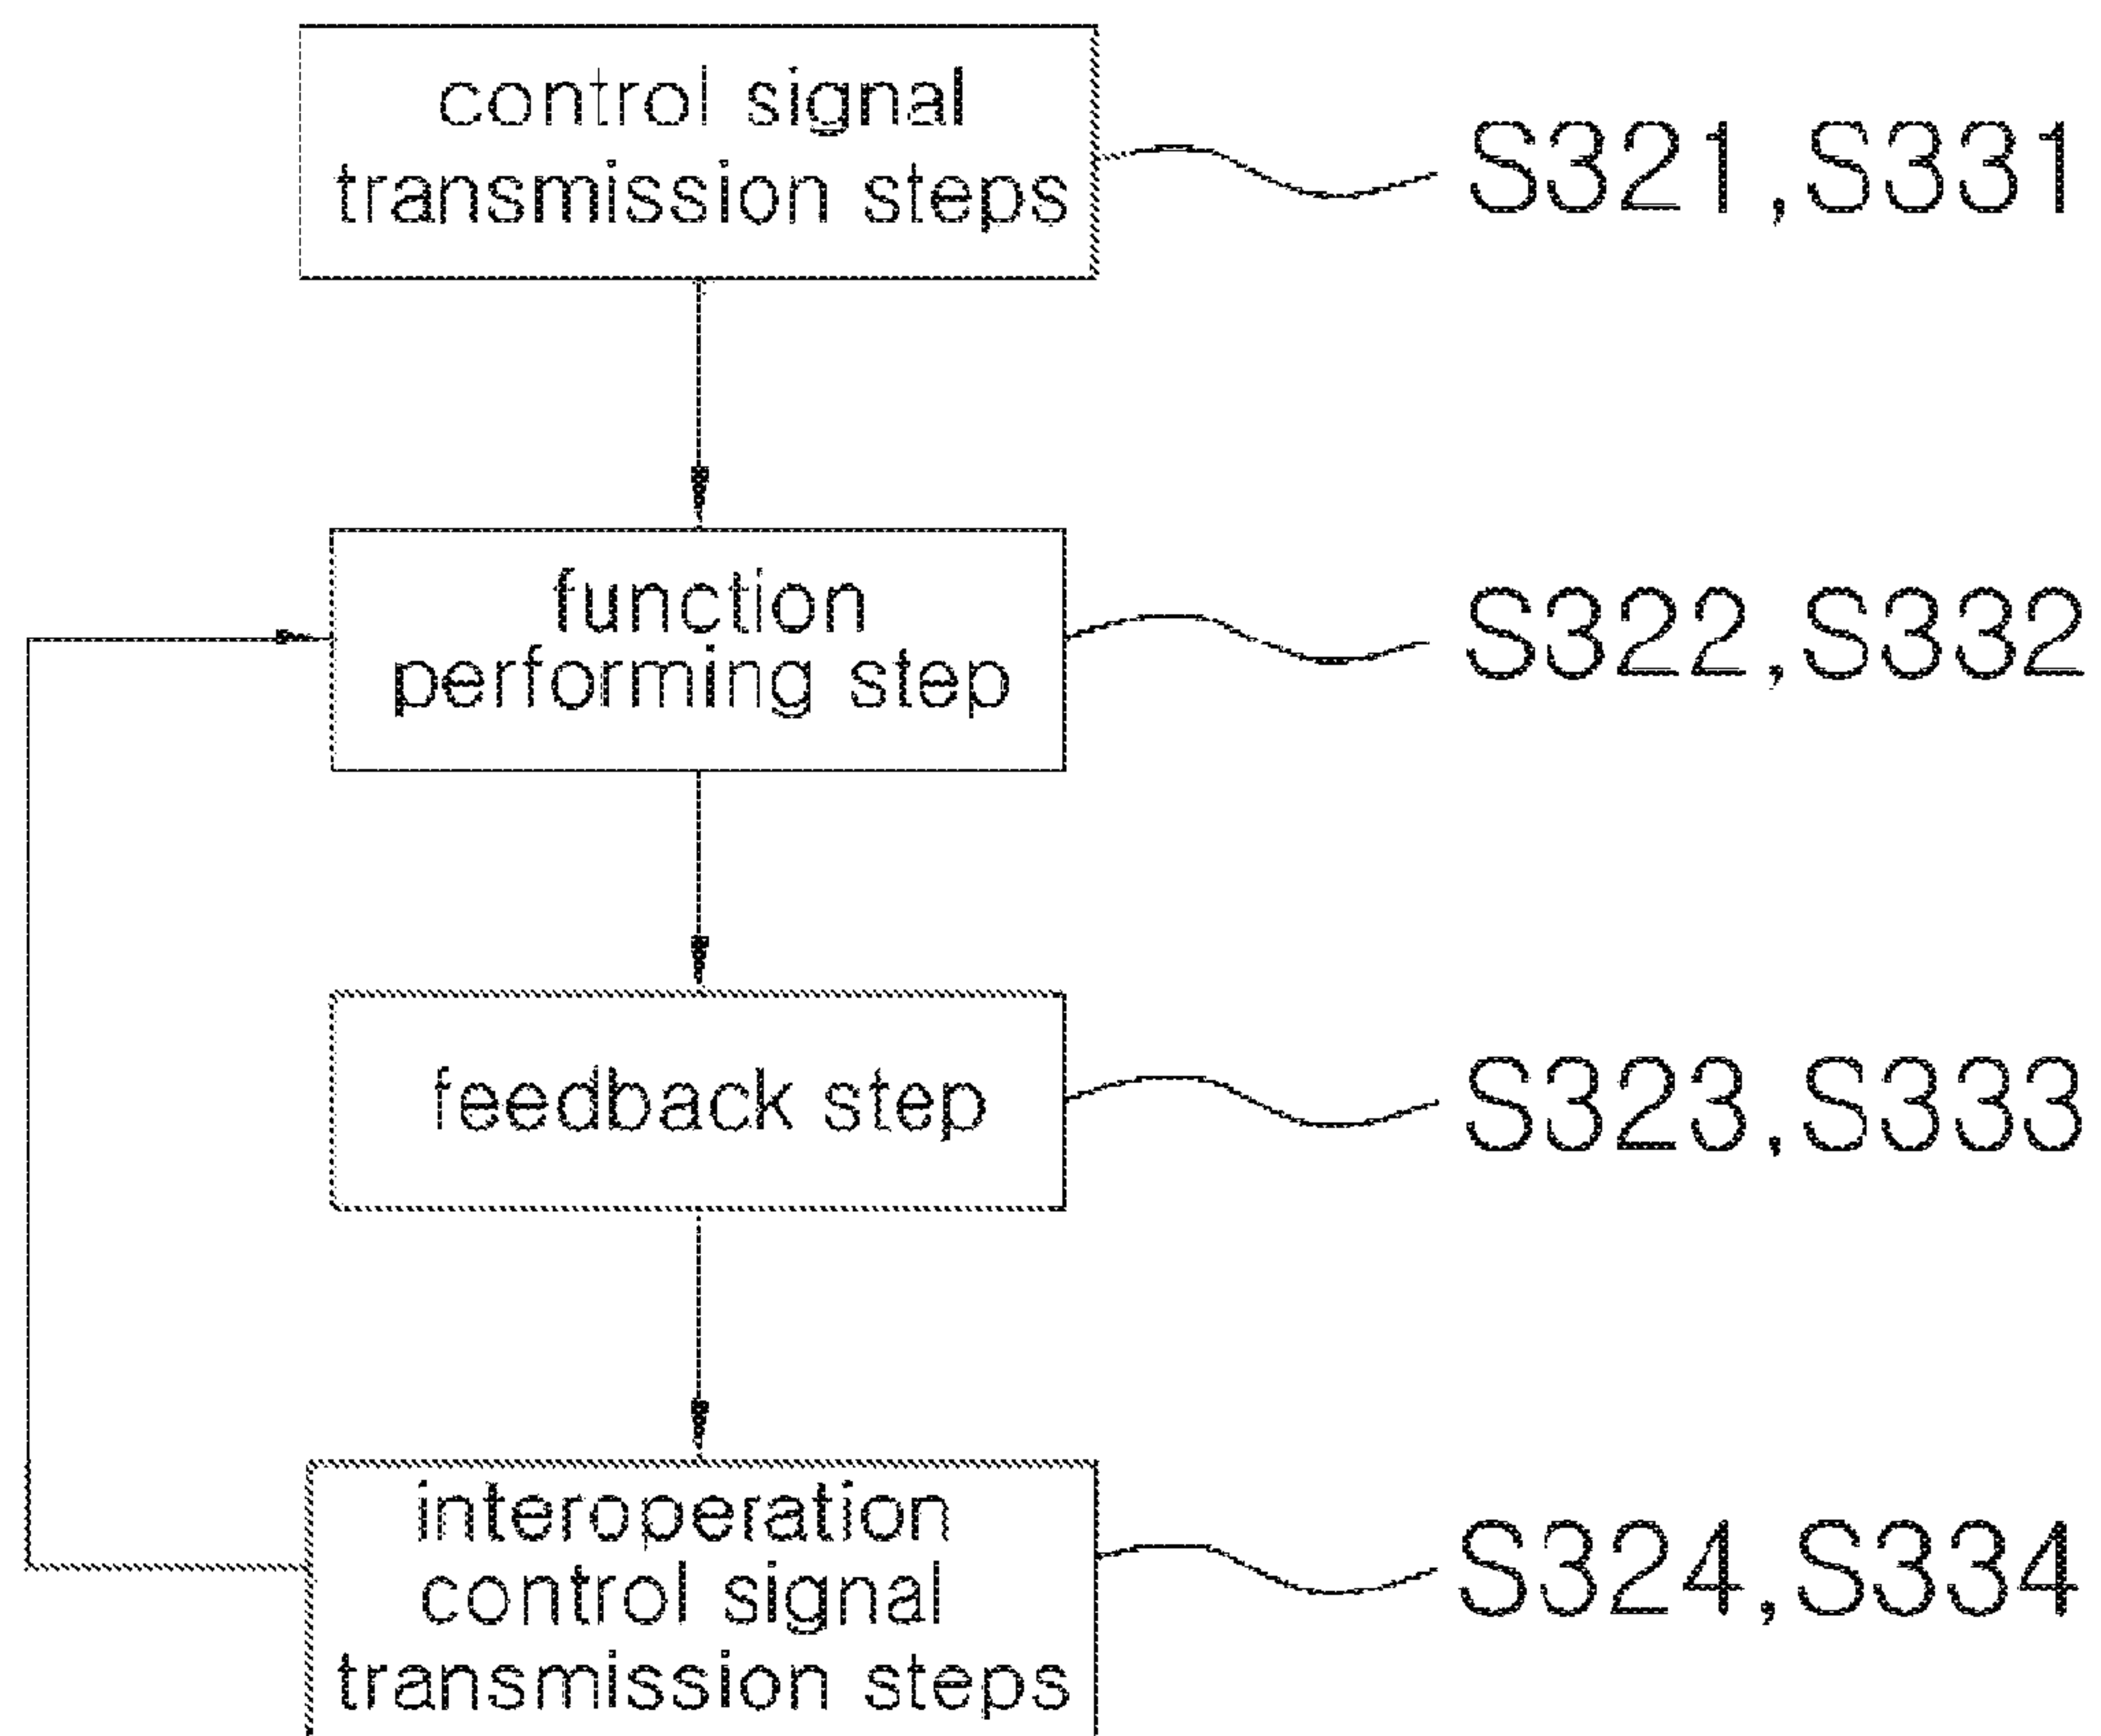 control signal
transmission steps
S321,S331
function
performing step
S322,S332
feedback step
S323,S333
interoperation
control signal
transmission steps
S324,S334